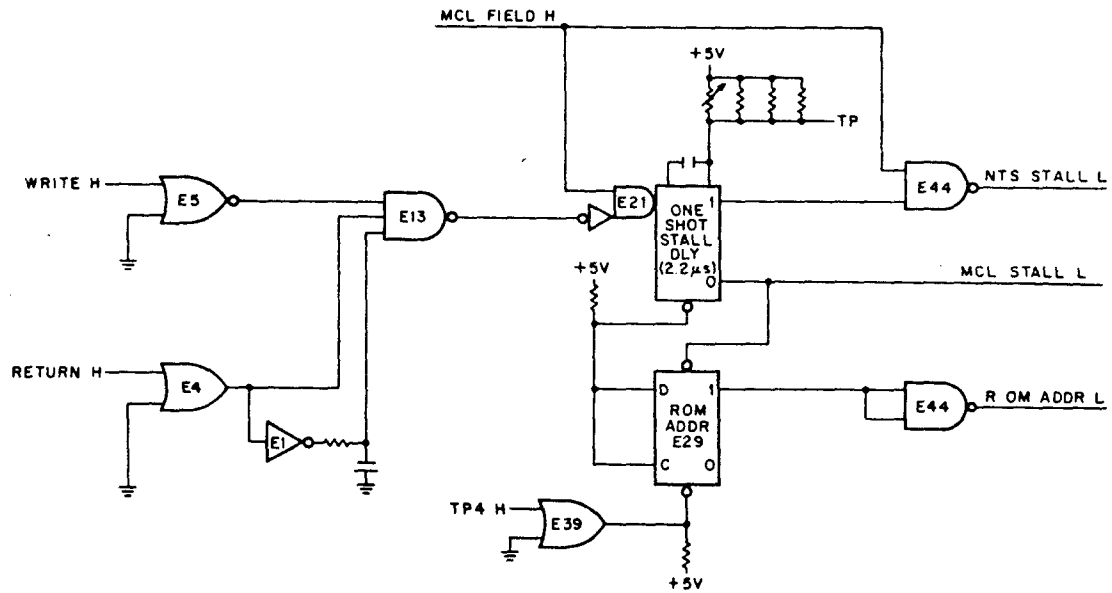 MCL FIELD H
+5V
TP
WRITE H
E5
E13
E21
ONE
SHOT
STALL
DLY
(2.2µs)
1
0
E44
NTS STALL L
+5V
MCL STALL L
RETURN H
E4
E1
D
1
ROM
ADDR
E29
C
0
E44
R OM ADDR L
TP4 H
E39
+5V